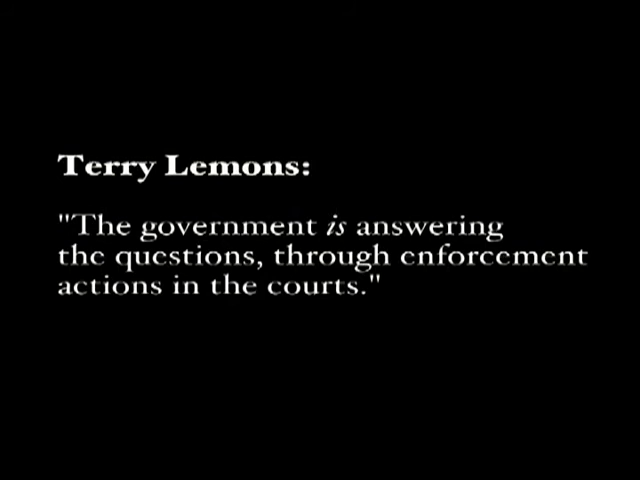 Terry Lemons:
"The government is answering
the questions, through enforcement
actions in the courts."